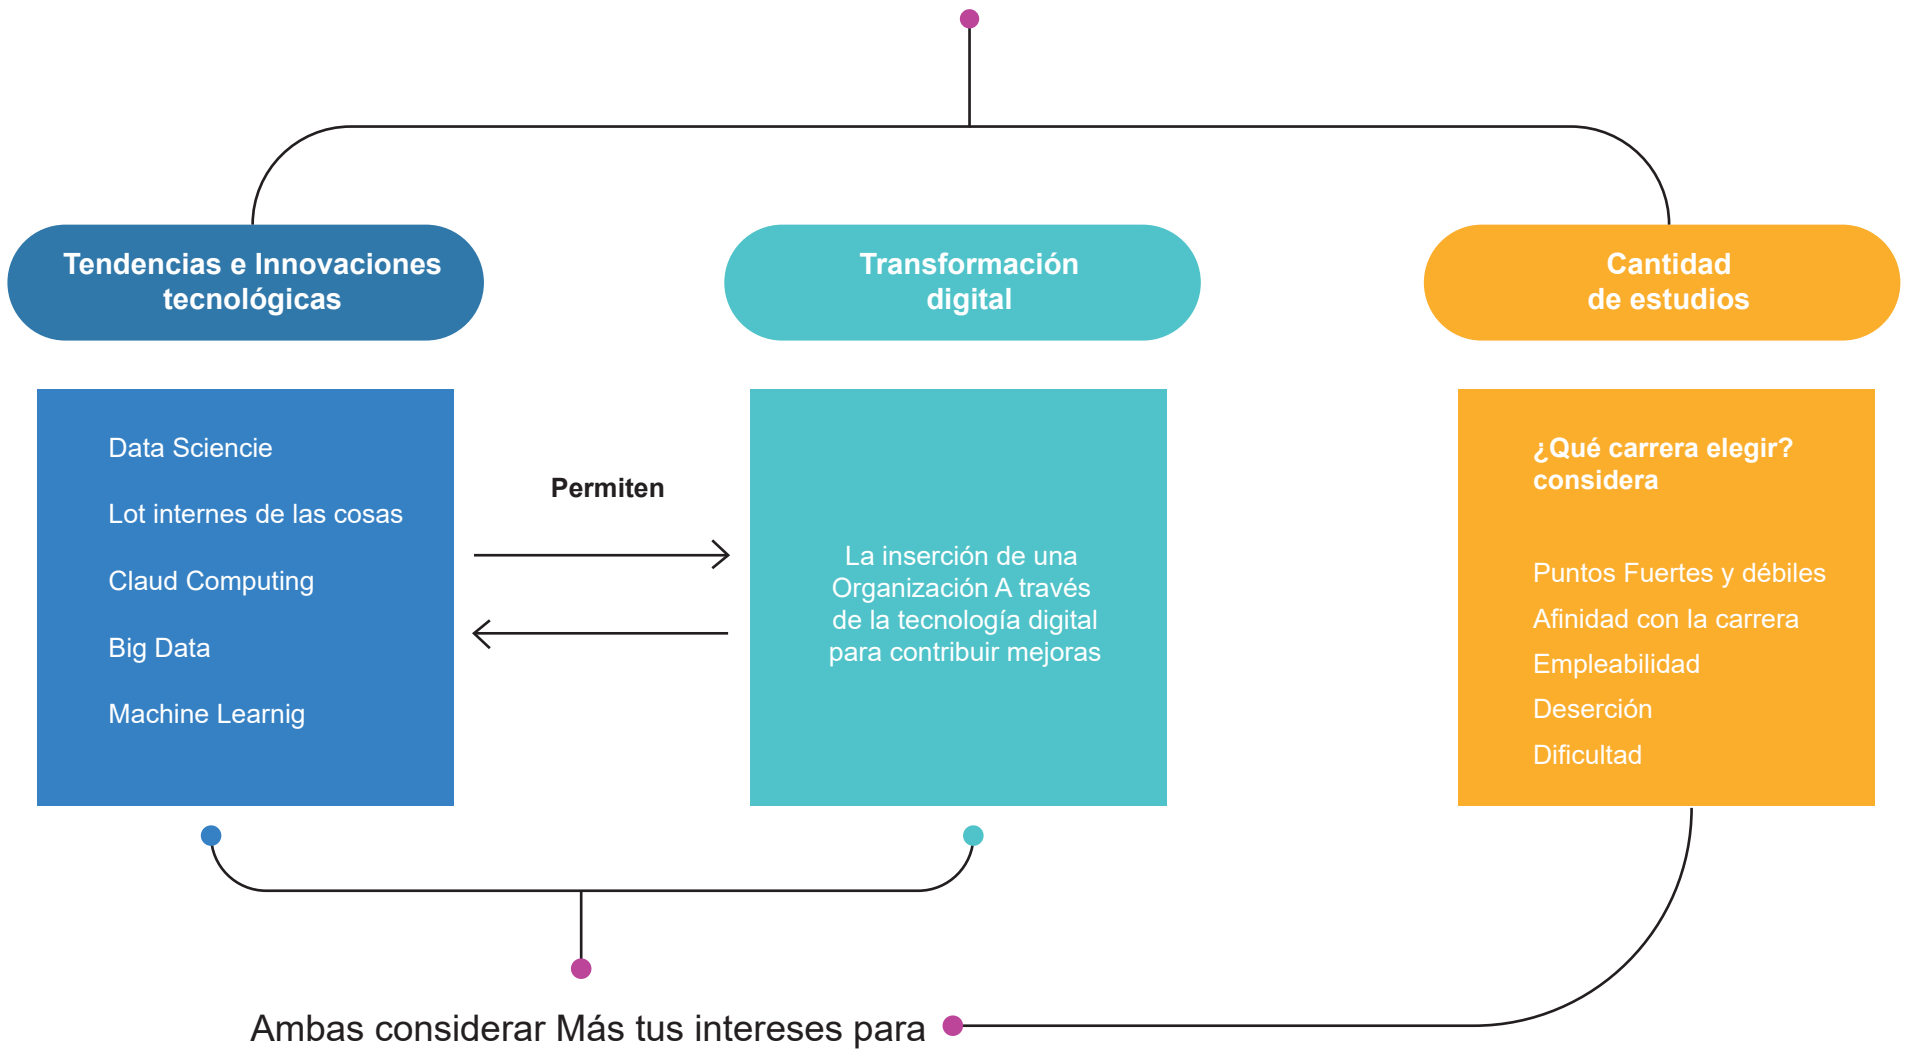 Tendencias e Innovaciones
tecnológicas
Transformación
digital
Cantidad
de estudios
Data Sciencie
Lot internes de las cosas
Claud Computing
Big Data
Machine Learnig
Permiten
La inserción de una
Organización A través
de la tecnología digital
para contribuir mejoras
¿Qué carrera elegir?
considera
Puntos Fuertes y débiles
Afinidad con la carrera
Empleabilidad
Deserción
Dificultad
Ambas considerar Más tus intereses para